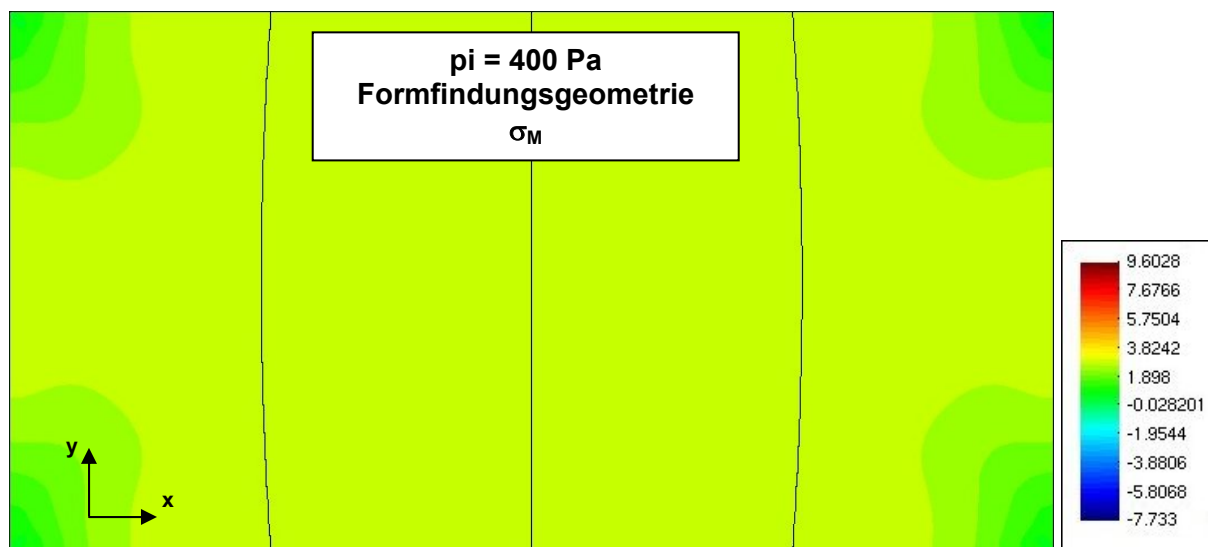 pi = 400 Pa
Formfindungsgeometrie
σM
9.6028
7.6766
5.7504
3.8242
1.898
-0.028201
-1.9544
-3.8806
-5.8068
-7.733
y
x